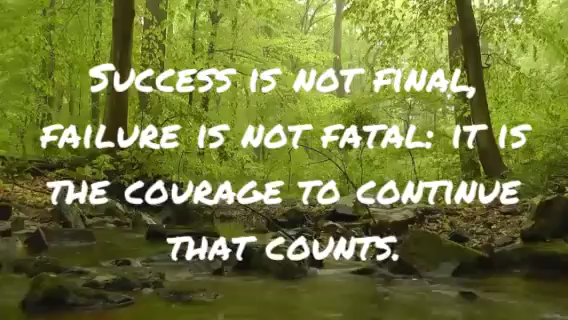 Success is not final,
failure is not fatal: it is
the courage to continue
that counts.